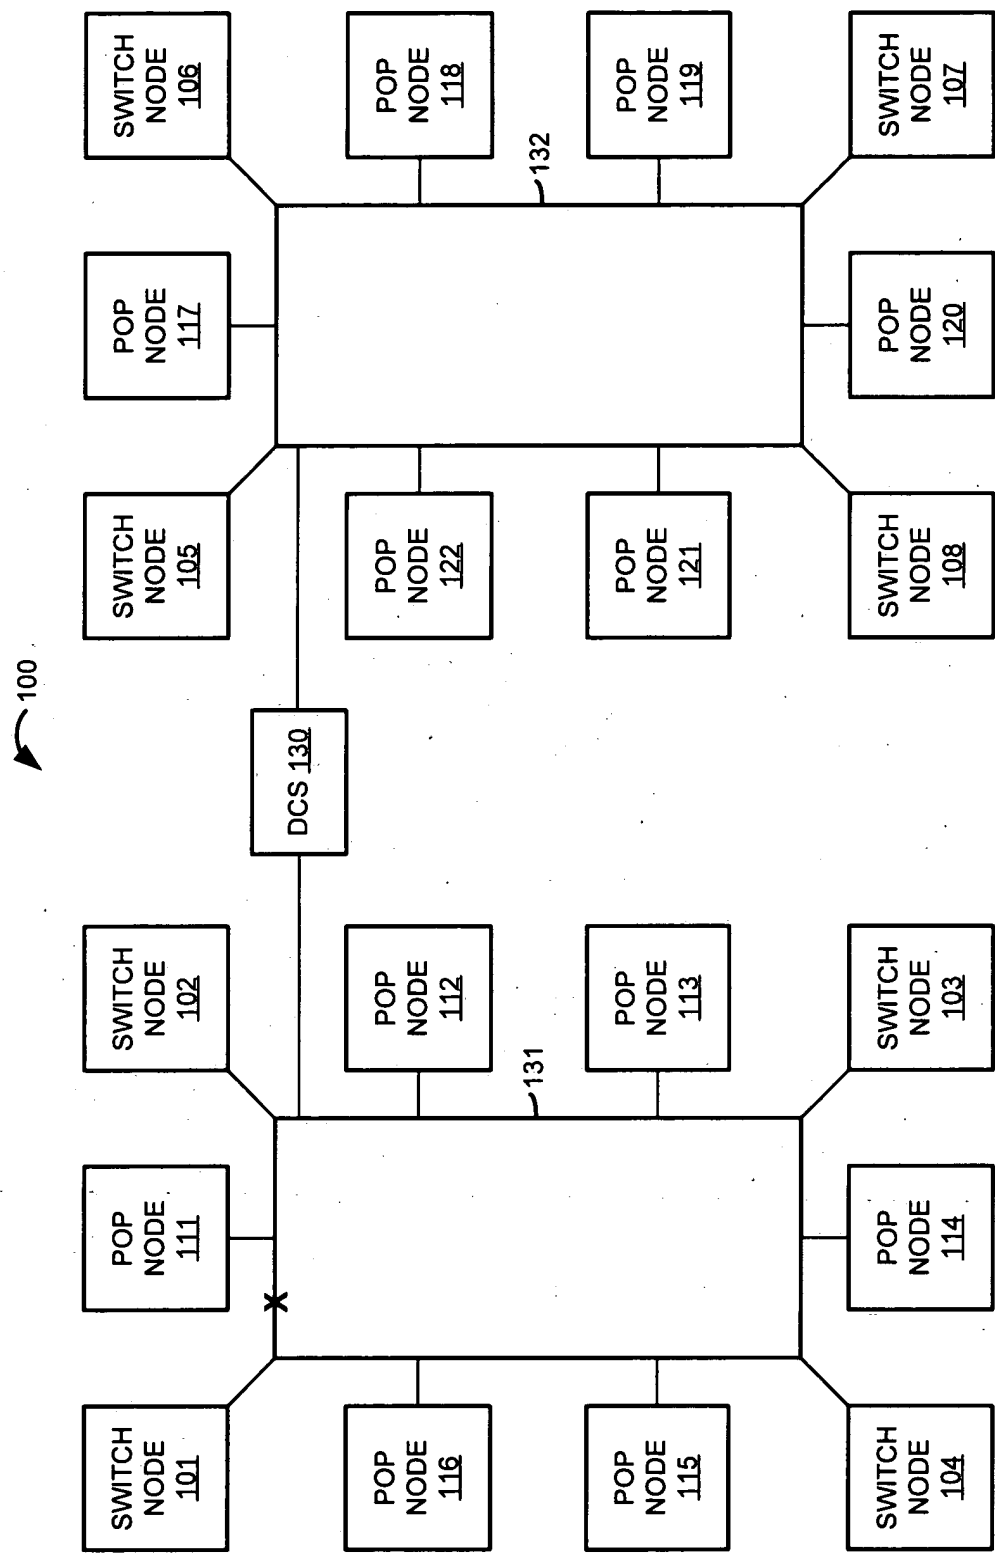 100
SWITCH
NODE
101
POP
NODE
111
SWITCH
NODE
102
SWITCH
NODE
105
POP
NODE
117
SWITCH
NODE
106
DCS 130
POP
NODE
116
POP
NODE
112
POP
NODE
122
POP
NODE
118
131
132
POP
NODE
115
POP
NODE
113
POP
NODE
121
POP
NODE
119
SWITCH
NODE
104
POP
NODE
114
SWITCH
NODE
103
SWITCH
NODE
108
POP
NODE
120
SWITCH
NODE
107
X